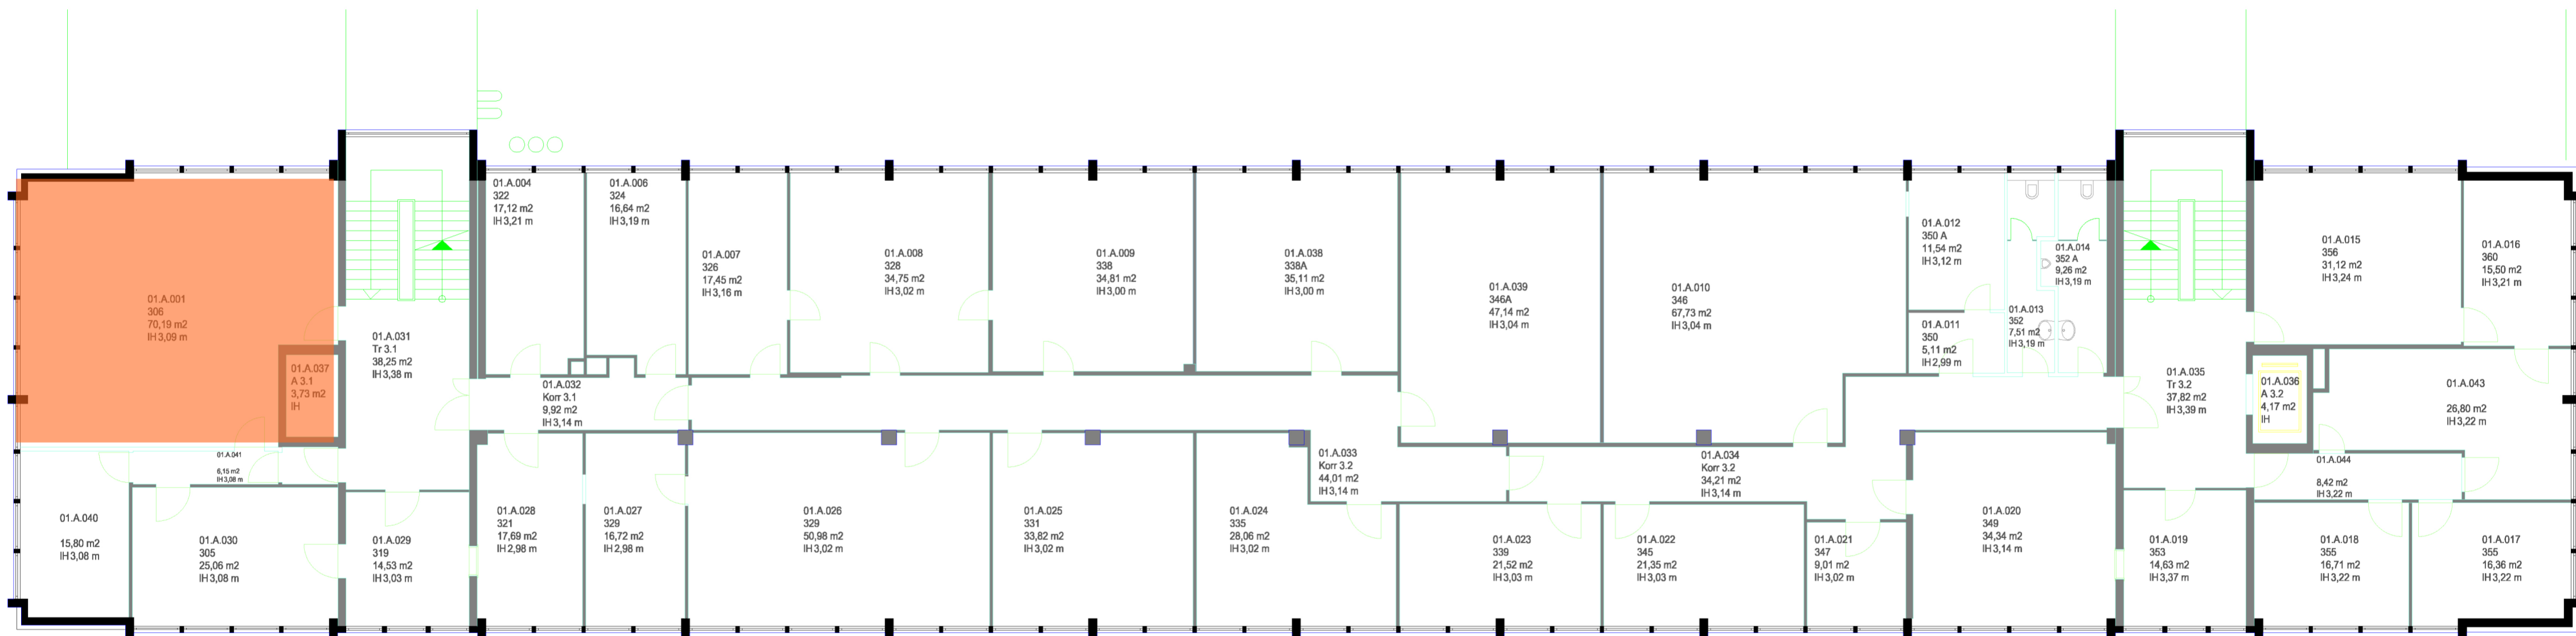 01.A.001
306
70,19 m2
IH 3,09 m
01.A.037
A 3.1
3,73 m2
IH
01.A.031
Tr 3.1
38,25 m2
IH 3,38 m
01.A.004
322
17,12 m2
IH 3,21 m
01.A.006
324
16,64 m2
IH 3,19 m
01.A.007
326
17,45 m2
IH 3,16 m
01.A.008
328
34,75 m2
IH 3,02 m
01.A.009
338
34,81 m2
IH 3,00 m
01.A.038
338A
35,11 m2
IH 3,00 m
01.A.039
346A
47,14 m2
IH 3,04 m
01.A.010
346
67,73 m2
IH 3,04 m
01.A.012
350 A
11,54 m2
IH 3,12 m
01.A.011
350
5,11 m2
IH 2,99 m
01.A.013
352
7,51 m2
IH 3,19 m
01.A.014
352 A
9,26 m2
IH 3,19 m
01.A.035
Tr 3.2
37,82 m2
IH 3,39 m
01.A.015
356
31,12 m2
IH 3,24 m
01.A.016
360
15,50 m2
IH 3,21 m
01.A.036
A 3.2
4,17 m2
IH
01.A.043
26,80 m2
IH 3,22 m
01.A.032
Korr 3.1
9,92 m2
IH 3,14 m
01.A.033
Korr 3.2
44,01 m2
IH 3,14 m
01.A.034
Korr 3.2
34,21 m2
IH 3,14 m
01.A.044
8,42 m2
IH 3,22 m
01.A.041
6,15 m2
IH 3,08 m
01.A.040
15,80 m2
IH 3,08 m
01.A.030
305
25,06 m2
IH 3,08 m
01.A.029
319
14,53 m2
IH 3,03 m
01.A.028
321
17,69 m2
IH 2,98 m
01.A.027
329
16,72 m2
IH 2,98 m
01.A.026
329
50,98 m2
IH 3,02 m
01.A.025
331
33,82 m2
IH 3,02 m
01.A.024
335
28,06 m2
IH 3,02 m
01.A.023
339
21,52 m2
IH 3,03 m
01.A.022
345
21,35 m2
IH 3,03 m
01.A.021
347
9,01 m2
IH 3,02 m
01.A.020
349
34,34 m2
IH 3,14 m
01.A.019
353
14,63 m2
IH 3,37 m
01.A.018
355
16,71 m2
IH 3,22 m
01.A.017
355
16,36 m2
IH 3,22 m